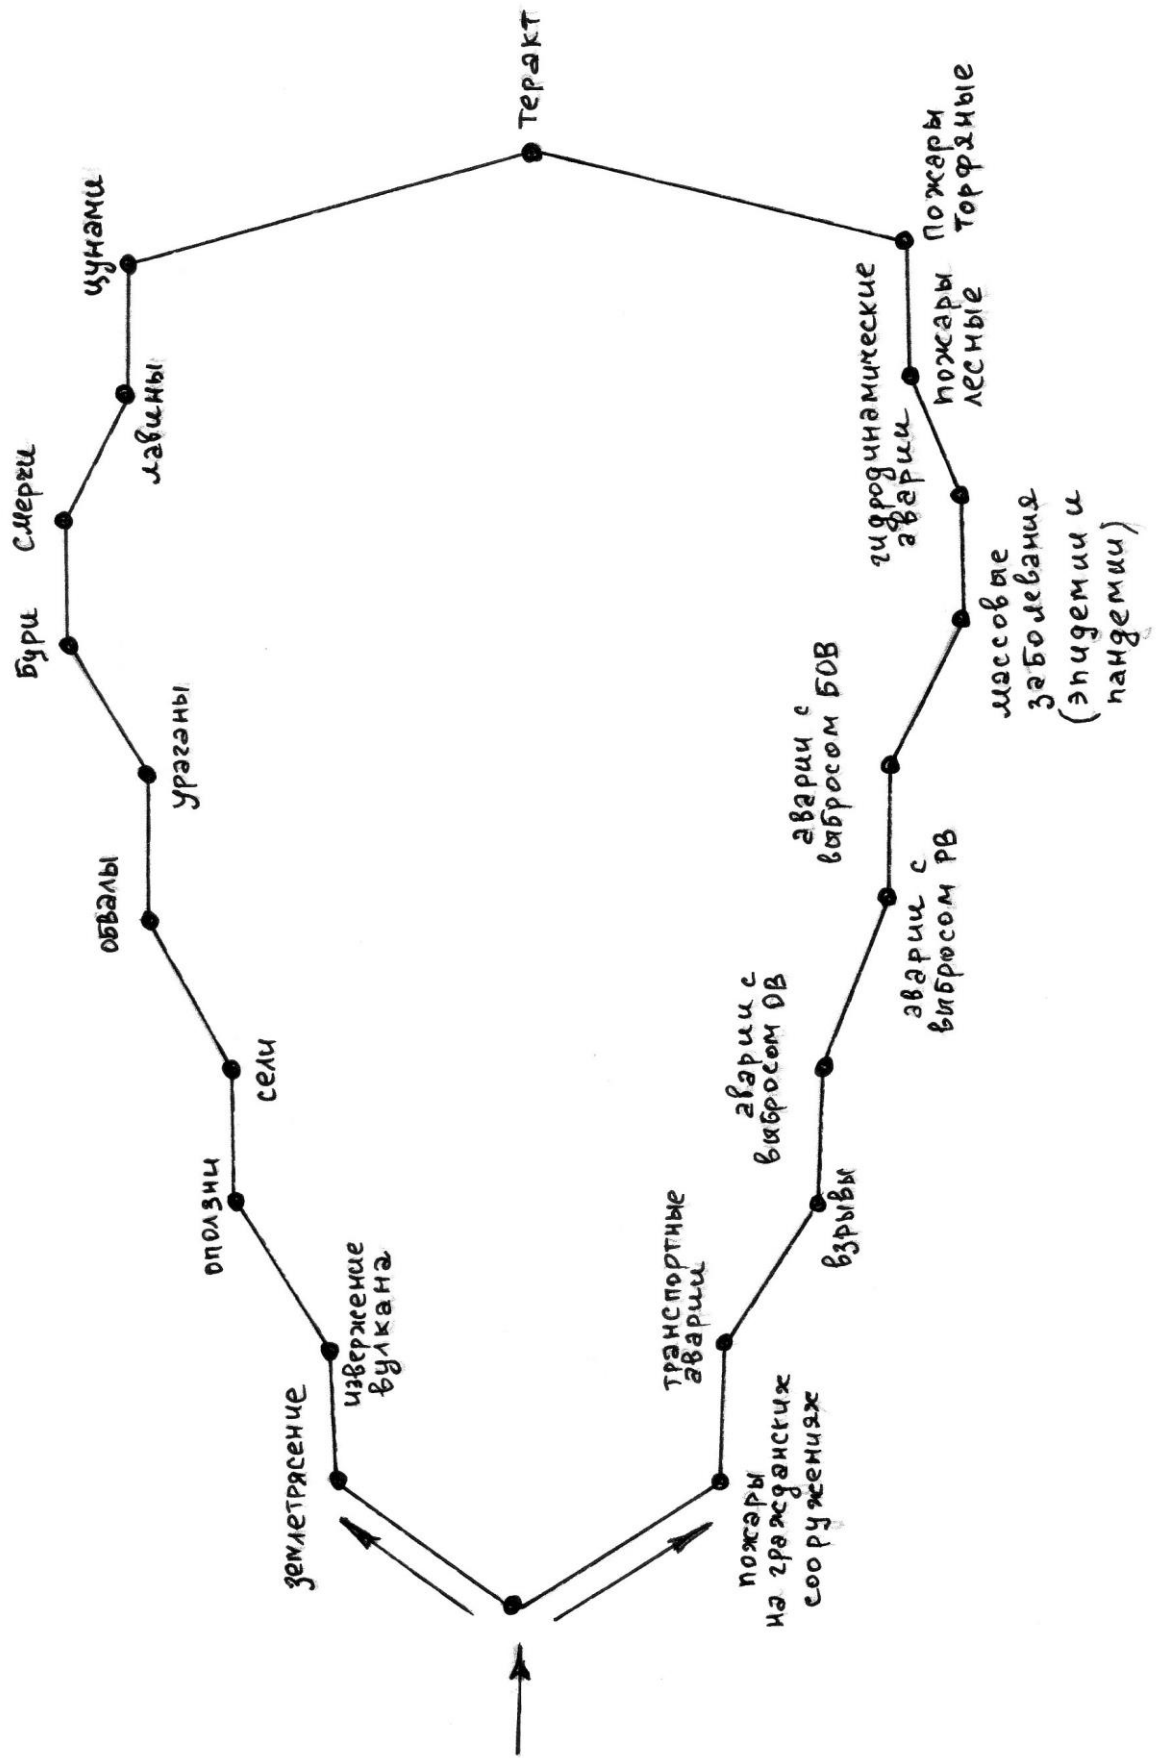 землетрясение
извержение
вулкана
оползни
сели
обвалы
ураганы
Бури
смерчи
лавины
цунами
теракт
пожары
на гражданских
сооружениях
транспортные
аварии
взрывы
аварии с
выбросом ОВ
аварии с
выбросом РВ
аварии с
выбросом БОВ
массовые
заболевания
(эпидемии и
пандемии)
гидродинамические
аварии
пожары
лесные
пожары
торфяные